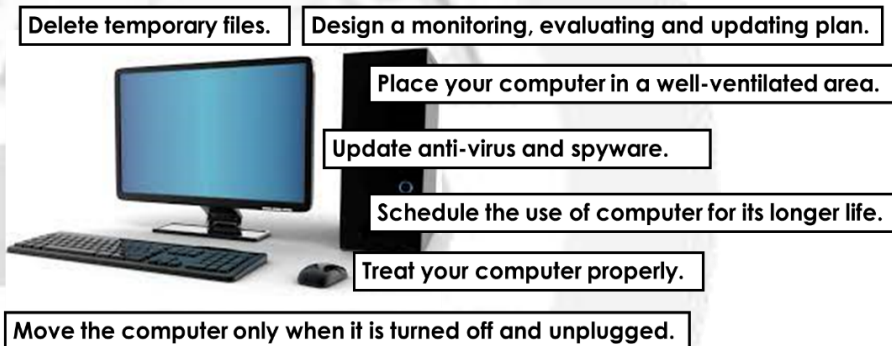 Delete temporary files.
Design a monitoring, evaluating and updating plan.
Place your computer in a well-ventilated area.
Update anti-virus and spyware.
Schedule the use of computer for its longer life.
Treat your computer properly.
Move the computer only when it is turned off and unplugged.